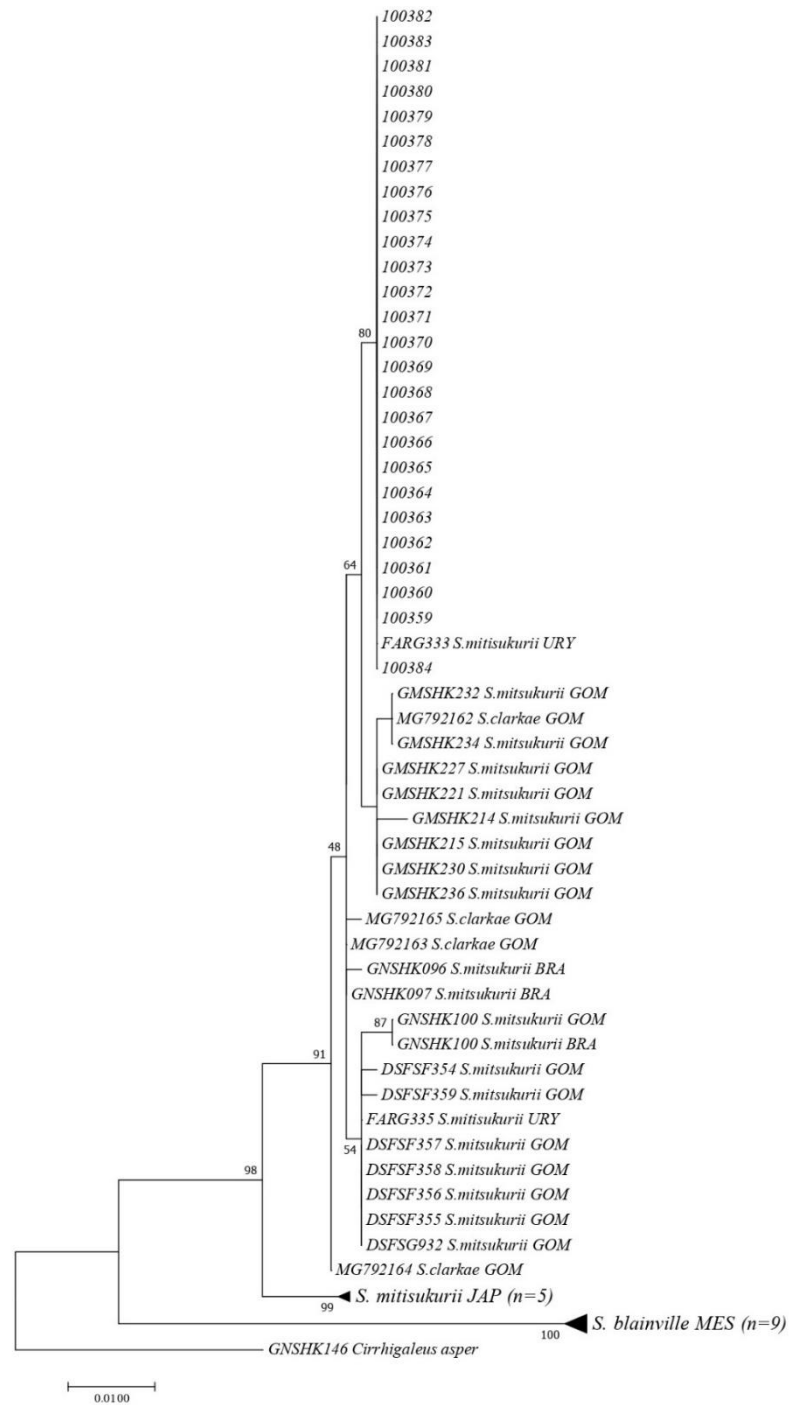 100382
100383
100381
100380
100379
100378
100377
100376
100375
100374
100373
100372
100371
80
100370
100369
100368
100367
100366
100365
100364
100363
100362
64
100361
100360
100359
FARG333 S.mitisukurii URY
100384
GMSHK232 S.mitsukurii GOM
MG792162 S.clarkae GOM
GMSHK234 S.mitsukurii GOM
GMSHK227 S.mitsukurii GOM
GMSHK221 S.mitsukurii GOM
GMSHK214 S.mitsukurii GOM
48
GMSHK215 S.mitsukurii GOM
GMSHK230 S.mitsukurii GOM
GMSHK236 S.mitsukurii GOM
MG792165 S.clarkae GOM
MG792163 S.clarkae GOM
GNSHK096 S.mitsukurii BRA
GNSHK097 S.mitsukurii BRA
87
GNSHK100 S.mitsukurii GOM
GNSHK100 S.mitsukurii BRA
91
DSFSF354 S.mitsukurii GOM
DSFSF359 S.mitsukurii GOM
FARG335 S.mitisukurii URY
DSFSF357 S.mitsukurii GOM
54
98
DSFSF358 S.mitsukurii GOM
DSFSF356 S.mitsukurii GOM
DSFSF355 S.mitsukurii GOM
DSFSG932 S.mitsukurii GOM
MG792164 S.clarkae GOM
S. mitisukurii JAP (n=5)
99
S. blainville MES (n=9)
100
GNSHK146 Cirrhigaleus asper
0.0100